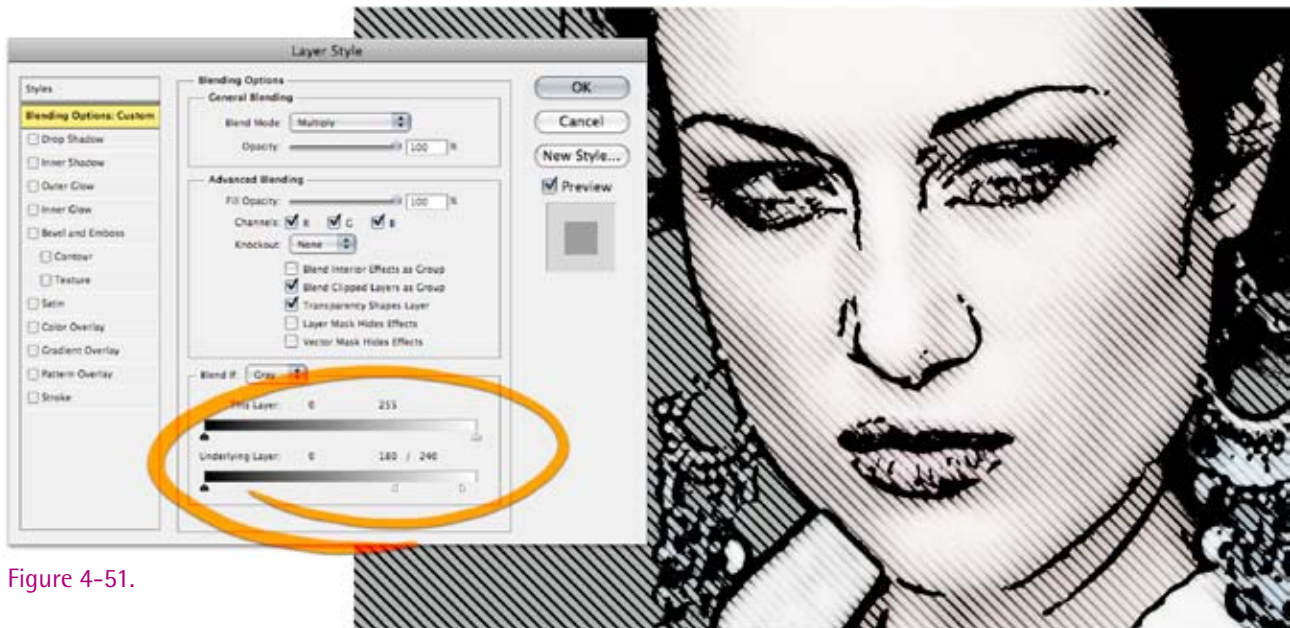 Layer Style
Styles
Blending Options: Custom
Drop Shadow
Inner Shadow
Outer Glow
Inner Glow
Bevel and Emboss
Contour
Texture
Satin
Color Overlay
Gradient Overlay
Pattern Overlay
Stroke
Blending Options
General Blending
Blend Mode: Multiply
Opacity: 100 %
Advanced Blending
Fill Opacity: 100 %
Channels: R G B
Knockout: None
Blend Interior Effects as Group
Blend Clipped Layers as Group
Transparency Shapes Layer
Layer Mask Hides Effects
Vector Mask Hides Effects
Blend If: Gray
This Layer: 0 255
Underlying Layer: 0 180 / 240
OK
Cancel
New Style...
Preview
Figure 4-51.